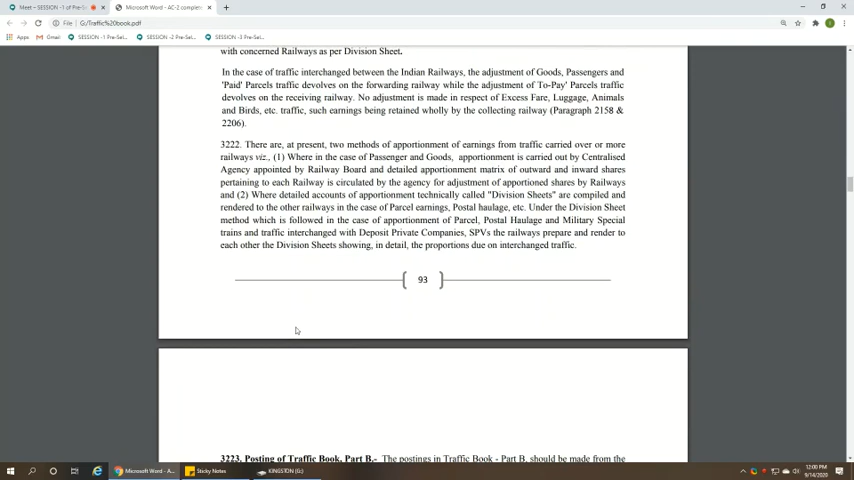 Meet – SESSION -1 of Pre-Se
Microsoft Word - AC-2 complet
File | G:/Traffic%20book.pdf
Apps
Gmail
SESSION -1 Pre-Sel...
SESSION -2 Pre-Sel...
SESSION -3 Pre-Sel...
with concerned Railways as per Division Sheet.
In the case of traffic interchanged between the Indian Railways, the adjustment of Goods, Passengers and
'Paid' Parcels traffic devolves on the forwarding railway while the adjustment of To-Pay' Parcels traffic
devolves on the receiving railway. No adjustment is made in respect of Excess Fare, Luggage, Animals
and Birds, etc. traffic, such earnings being retained wholly by the collecting railway (Paragraph 2158 &
2206).
3222. There are, at present, two methods of apportionment of earnings from traffic carried over or more
railways viz., (1) Where in the case of Passenger and Goods, apportionment is carried out by Centralised
Agency appointed by Railway Board and detailed apportionment matrix of outward and inward shares
pertaining to each Railway is circulated by the agency for adjustment of apportioned shares by Railways
and (2) Where detailed accounts of apportionment technically called "Division Sheets" are compiled and
rendered to the other railways in the case of Parcel earnings, Postal haulage, etc. Under the Division Sheet
method which is followed in the case of apportionment of Parcel, Postal Haulage and Military Special
trains and traffic interchanged with Deposit Private Companies, SPVs the railways prepare and render to
each other the Division Sheets showing, in detail, the proportions due on interchanged traffic.
93
3223. Posting of Traffic Book, Part B.- The postings in Traffic Book - Part B, should be made from the
Microsoft Word - A...
Sticky Notes
KINGSTON (G:)
12:00 PM
9/14/2020